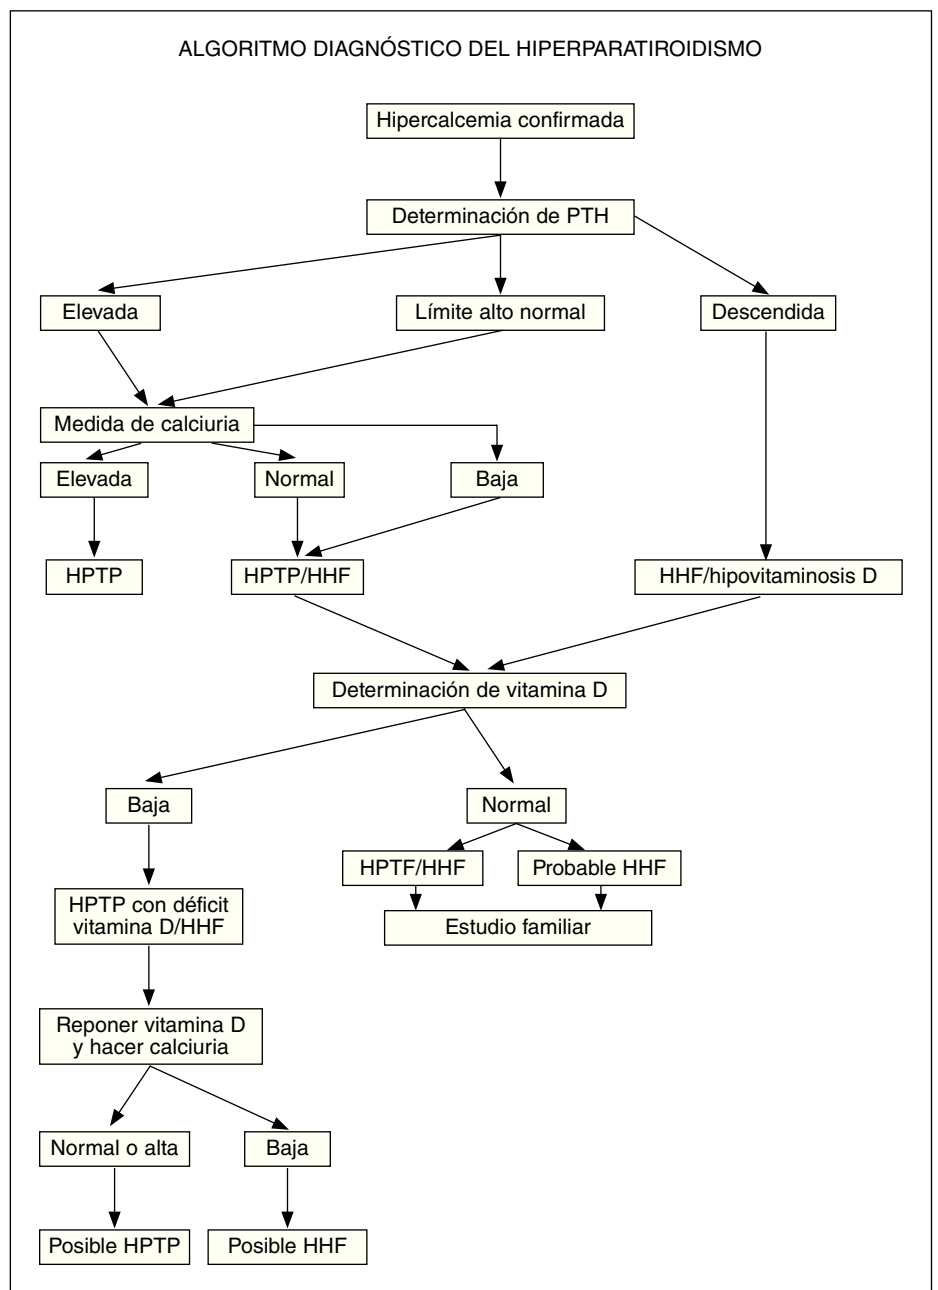 ALGORITMO DIAGNÓSTICO DEL HIPERPARATIROIDISMO
Hipercalcemia confirmada
Determinación de PTH
Elevada
Límite alto normal
Descendida
Medida de calciuria
Elevada
Normal
Baja
HPTP
HPTP/HHF
HHF/hipovitaminosis D
Determinación de vitamina D
Baja
Normal
HPTF/HHF
Probable HHF
HPTP con déficit
vitamina D/HHF
Estudio familiar
Reponer vitamina D
y hacer calciuria
Normal o alta
Baja
Posible HPTP
Posible HHF